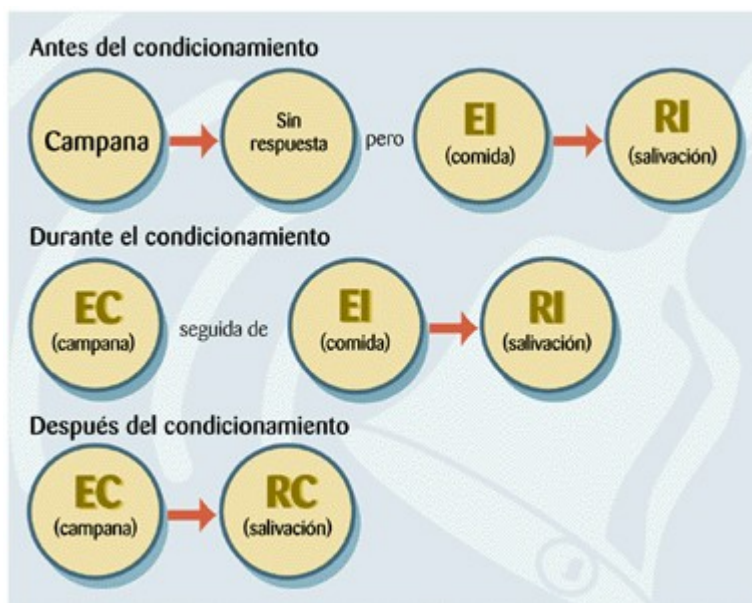 Antes del condicionamiento
Campana
Sin
respuesta
pero
EI
(comida)
RI
(salivación)
Durante el condicionamiento
EC
(campana)
seguida de
EI
(comida)
RI
(salivación)
Después del condicionamiento
EC
(campana)
RC
(salivación)